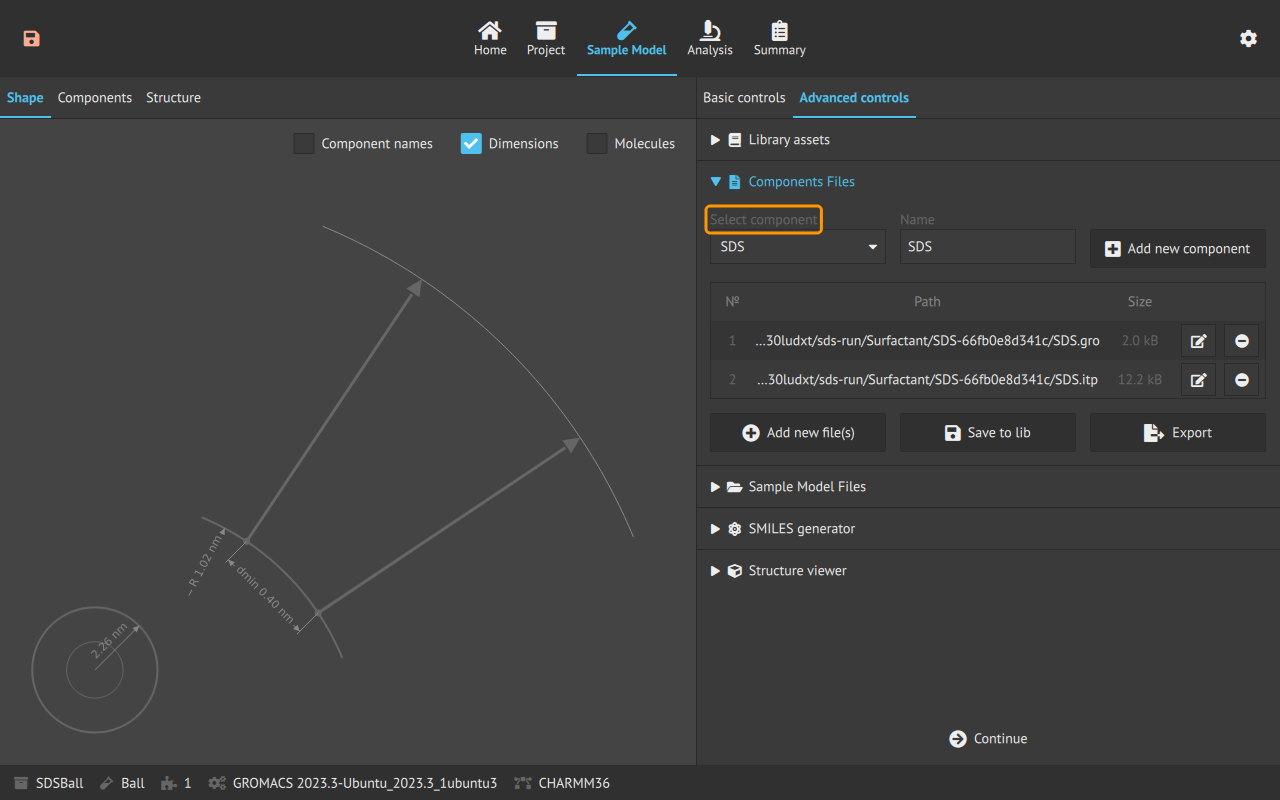 Home Project Sample Model Analysis Summary
Shape Components Structure
Basic controls Advanced controls
Component names Dimensions Molecules
Library assets
Components Files
Select component Name
SDS SDS Add new component
Nº Path Size
1 ...30ludxt/sds-run/Surfactant/SDS-66fb0e8d341c/SDS.gro 2.0 kB
2 ...30ludxt/sds-run/Surfactant/SDS-66fb0e8d341c/SDS.itp 12.2 kB
Add new file(s) Save to lib Export
Sample Model Files
SMILES generator
Structure viewer
~ R 1.02 nm
dmin 0.40 nm
2.26 nm
Continue
SDSBall Ball 1 GROMACS 2023.3-Ubuntu_2023.3_1ubuntu3 CHARMM36